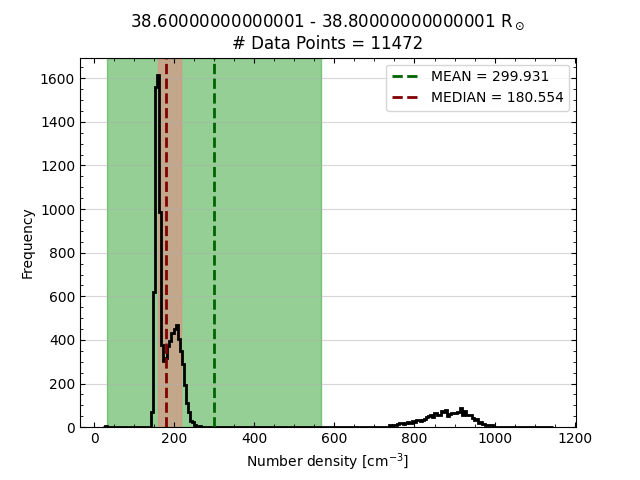 38.60000000000001 - 38.80000000000001 R⊙
# Data Points = 11472
MEAN = 299.931
MEDIAN = 180.554
Frequency
1600
1400
1200
1000
800
600
400
200
0
0 200 400 600 800 1000 1200
Number density [cm⁻³]